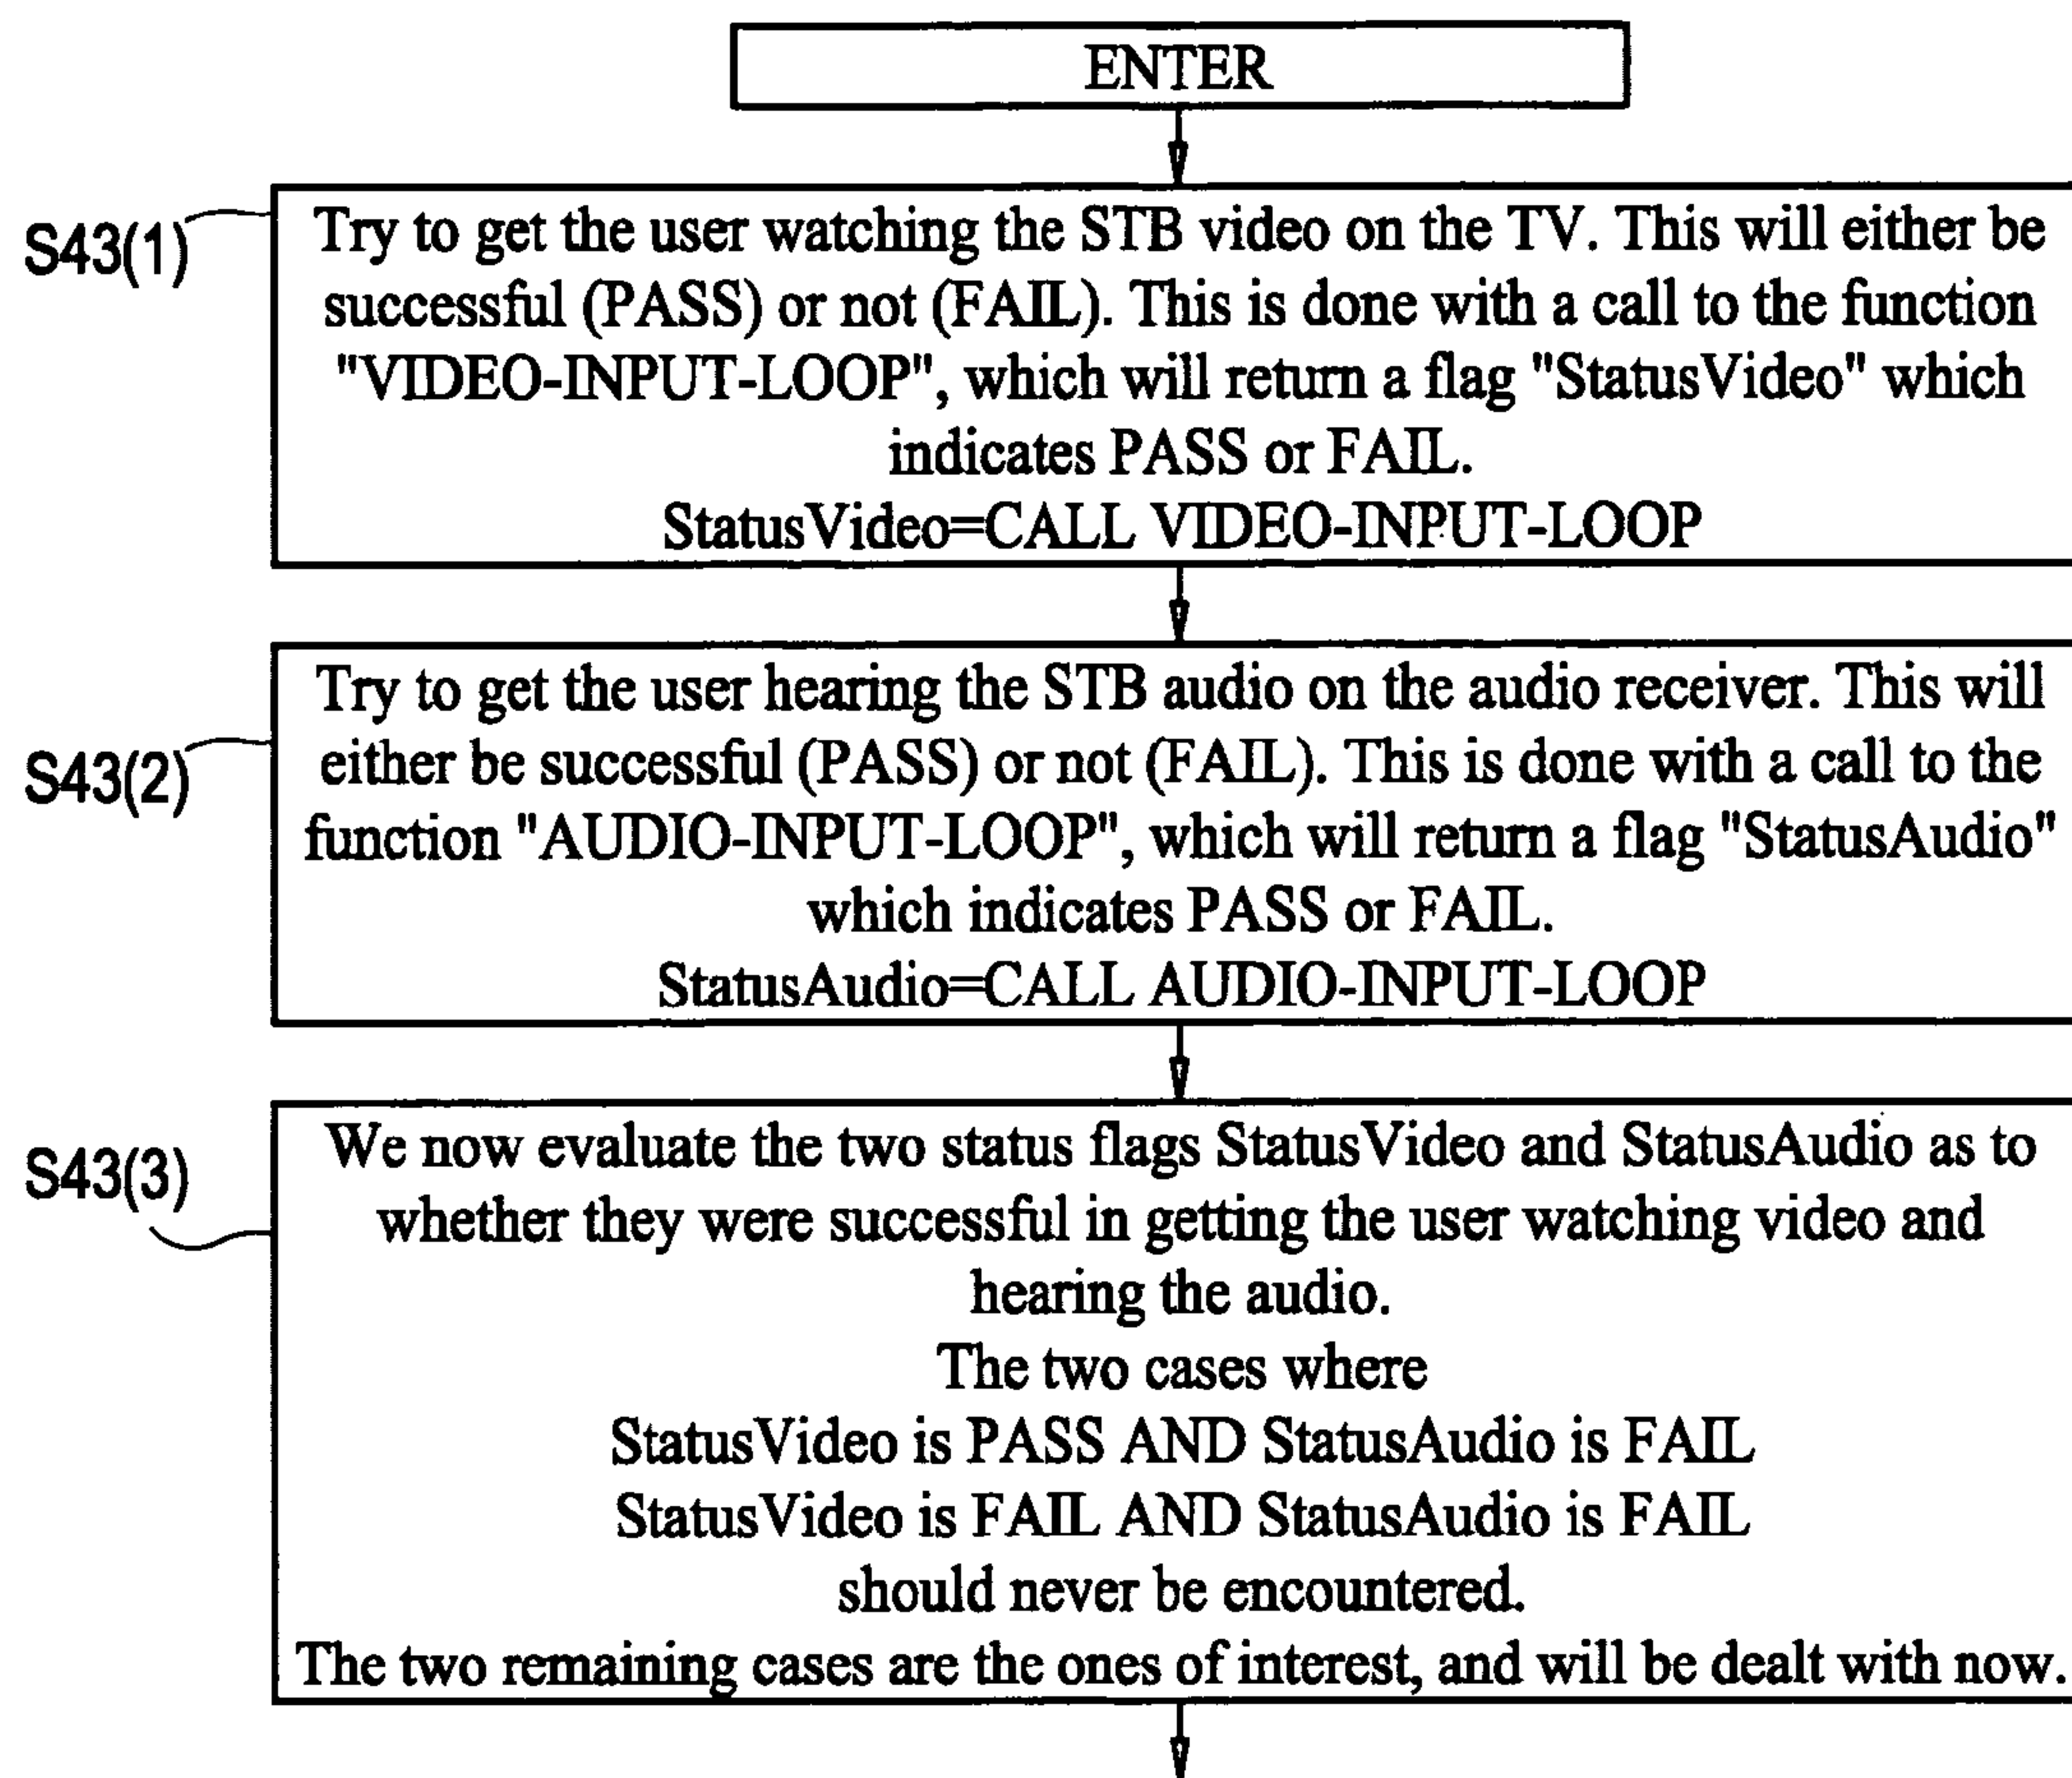 ENTER
S43(1)
Try to get the user watching the STB video on the TV. This will either be
successful (PASS) or not (FAIL). This is done with a call to the function
"VIDEO-INPUT-LOOP", which will return a flag "StatusVideo" which
indicates PASS or FAIL.
StatusVideo=CALL VIDEO-INPUT-LOOP
S43(2)
Try to get the user hearing the STB audio on the audio receiver. This will
either be successful (PASS) or not (FAIL). This is done with a call to the
function "AUDIO-INPUT-LOOP", which will return a flag "StatusAudio"
which indicates PASS or FAIL.
StatusAudio=CALL AUDIO-INPUT-LOOP
S43(3)
We now evaluate the two status flags StatusVideo and StatusAudio as to
whether they were successful in getting the user watching video and
hearing the audio.
The two cases where
StatusVideo is PASS AND StatusAudio is FAIL
StatusVideo is FAIL AND StatusAudio is FAIL
should never be encountered.
The two remaining cases are the ones of interest, and will be dealt with now.